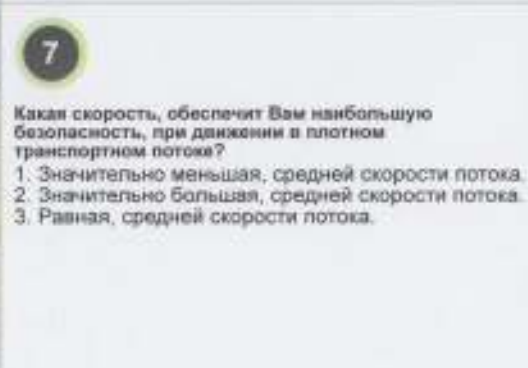 7
Какая скорость, обеспечит Вам наибольшую
безопасность, при движении в плотном
транспортном потоке?
1. Значительно меньшая, средней скорости потока.
2. Значительно большая, средней скорости потока.
3. Равная, средней скорости потока.